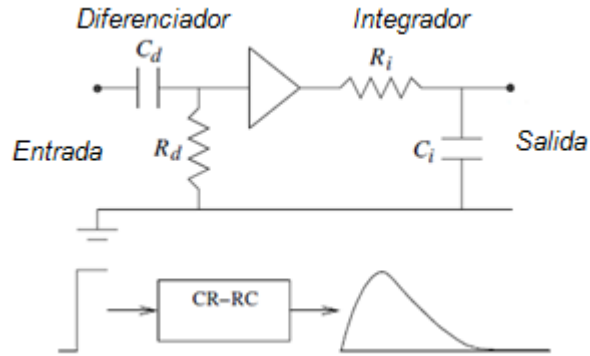 Diferenciador
Integrador
C_d
R_i
Entrada
R_d
C_i
Salida
CR–RC